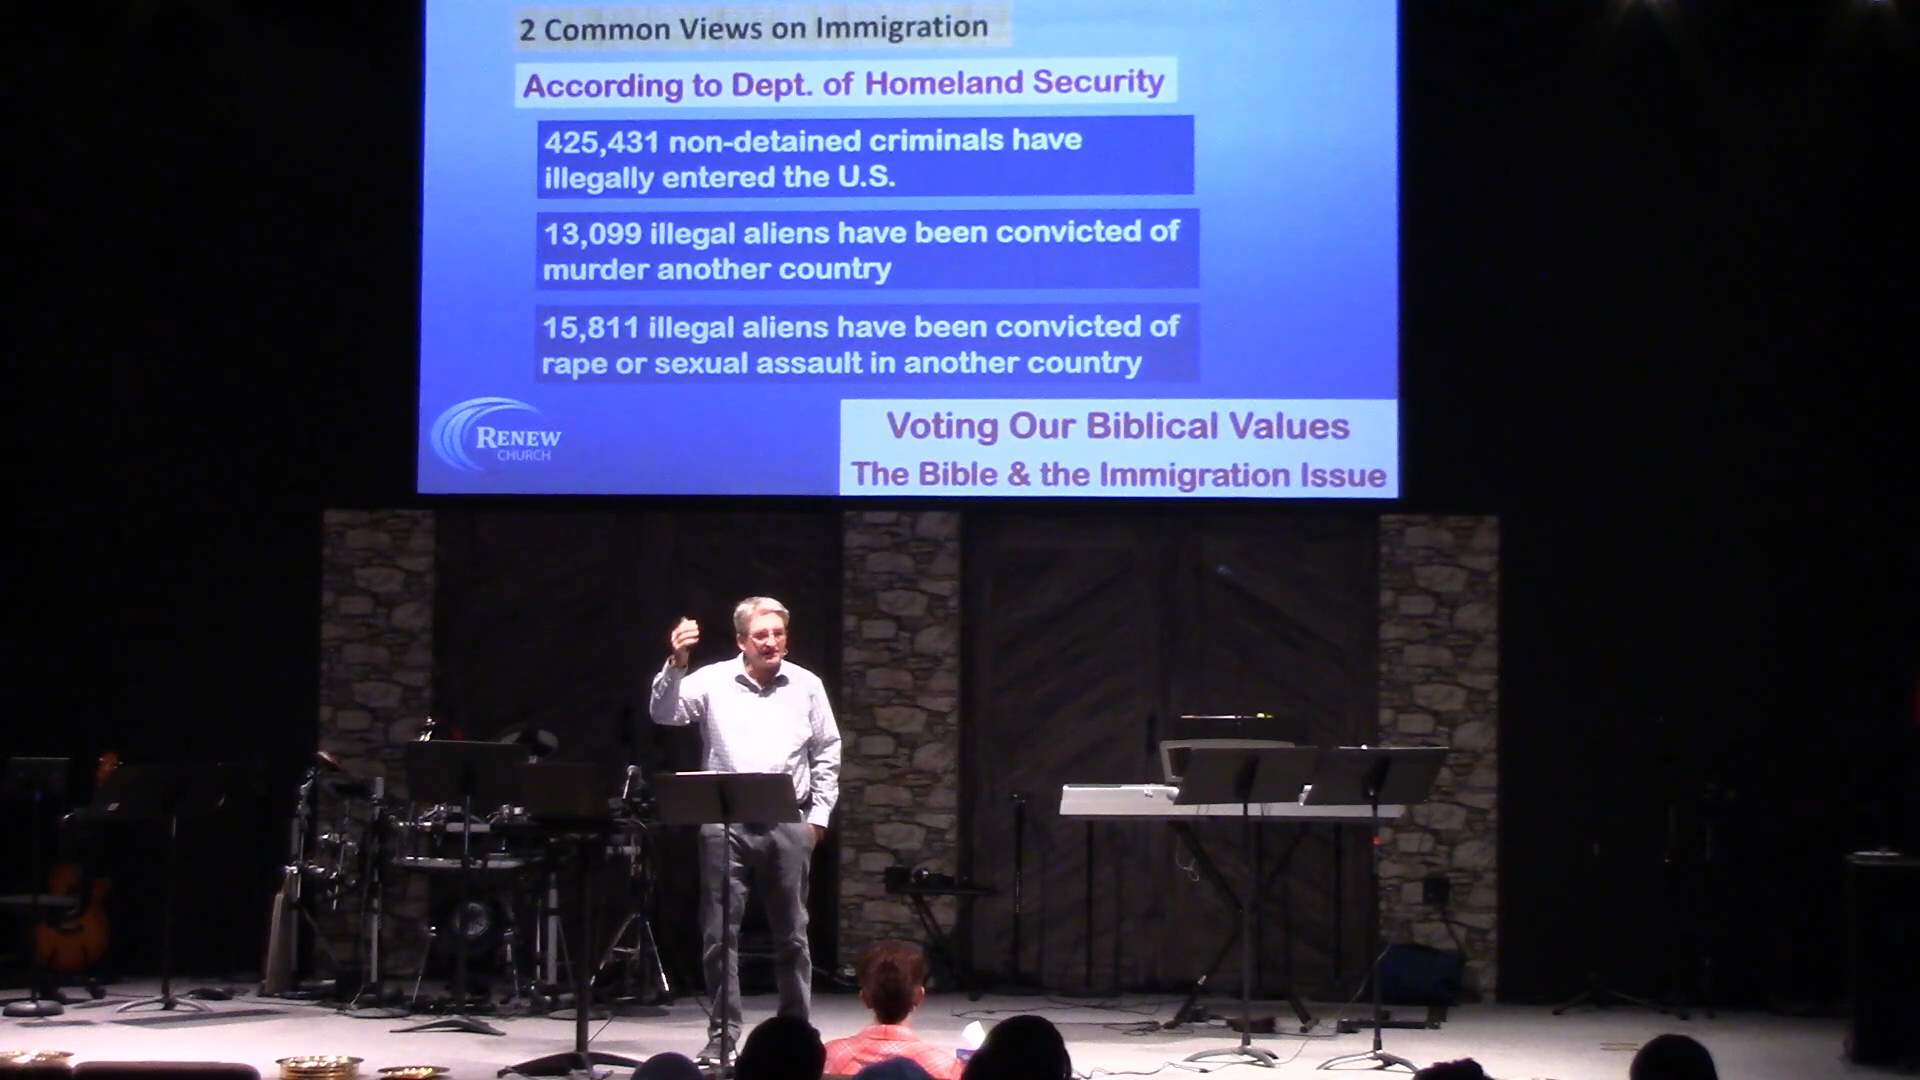 2 Common Views on Immigration
According to Dept. of Homeland Security
425,431 non-detained criminals have
illegally entered the U.S.
13,099 illegal aliens have been convicted of
murder another country
15,811 illegal aliens have been convicted of
rape or sexual assault in another country
RENEW
CHURCH
Voting Our Biblical Values
The Bible & the Immigration Issue